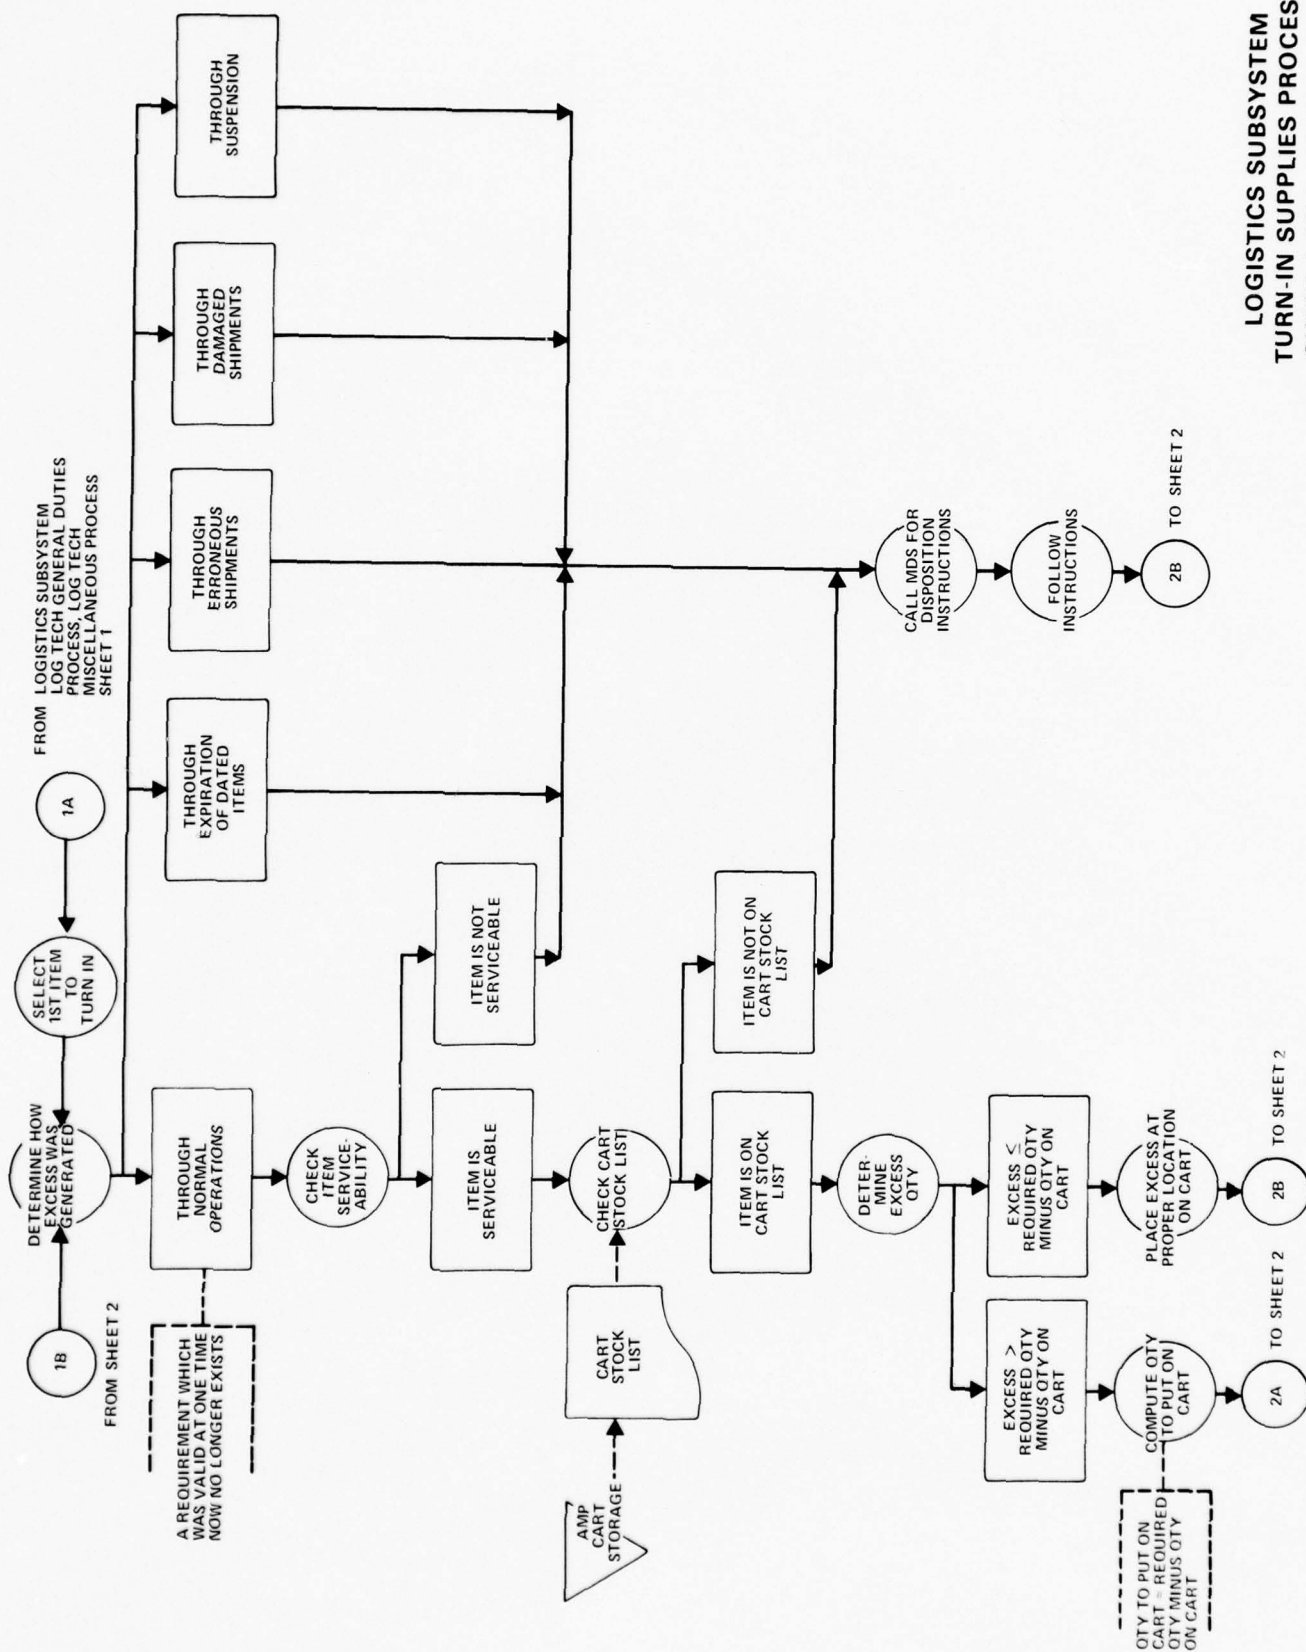 FROM LOGISTICS SUBSYSTEM
LOG TECH GENERAL DUTIES
PROCESS, LOG TECH
MISCELLANEOUS PROCESS
SHEET 1
1A
SELECT
1ST ITEM
TO
TURN IN
DETERMINE HOW
EXCESS WAS
GENERATED
1B
FROM SHEET 2
A REQUIREMENT WHICH
WAS VALID AT ONE TIME
NOW NO LONGER EXISTS
THROUGH
NORMAL
OPERATIONS
THROUGH
EXPIRATION
OF DATED
ITEMS
THROUGH
ERRONEOUS
SHIPMENTS
THROUGH
DAMAGED
SHIPMENTS
THROUGH
SUSPENSION
CHECK
ITEM
SERVICE-
ABILITY
ITEM IS
SERVICEABLE
ITEM IS NOT
SERVICEABLE
AMP
CART
STORAGE
CART
STOCK
LIST
CHECK CART
STOCK LIST
ITEM IS ON
CART STOCK
LIST
ITEM IS NOT ON
CART STOCK
LIST
DETER-
MINE
EXCESS
QTY
CALL MDS FOR
DISPOSITION
INSTRUCTIONS
FOLLOW
INSTRUCTIONS
2B
TO SHEET 2
EXCESS >
REQUIRED QTY
MINUS QTY ON
CART
EXCESS ≤
REQUIRED QTY
MINUS QTY ON
CART
QTY TO PUT ON
CART = REQUIRED
QTY MINUS QTY
ON CART
COMPUTE QTY
TO PUT ON
CART
PLACE EXCESS AT
PROPER LOCATION
ON CART
2A
TO SHEET 2
2B
TO SHEET 2
LOGISTICS SUBSYSTEM
TURN-IN SUPPLIES PROCES